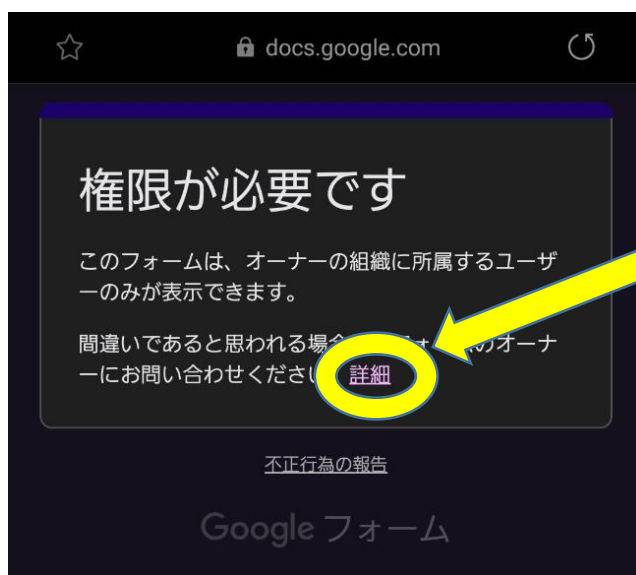 docs.google.com
権限が必要です
このフォームは、オーナーの組織に所属するユーザ
ーのみが表示できます。
間違いであると思われる場合 のオーナ
ーにお問い合わせくださ 詳細
不正行為の報告
Google フォーム